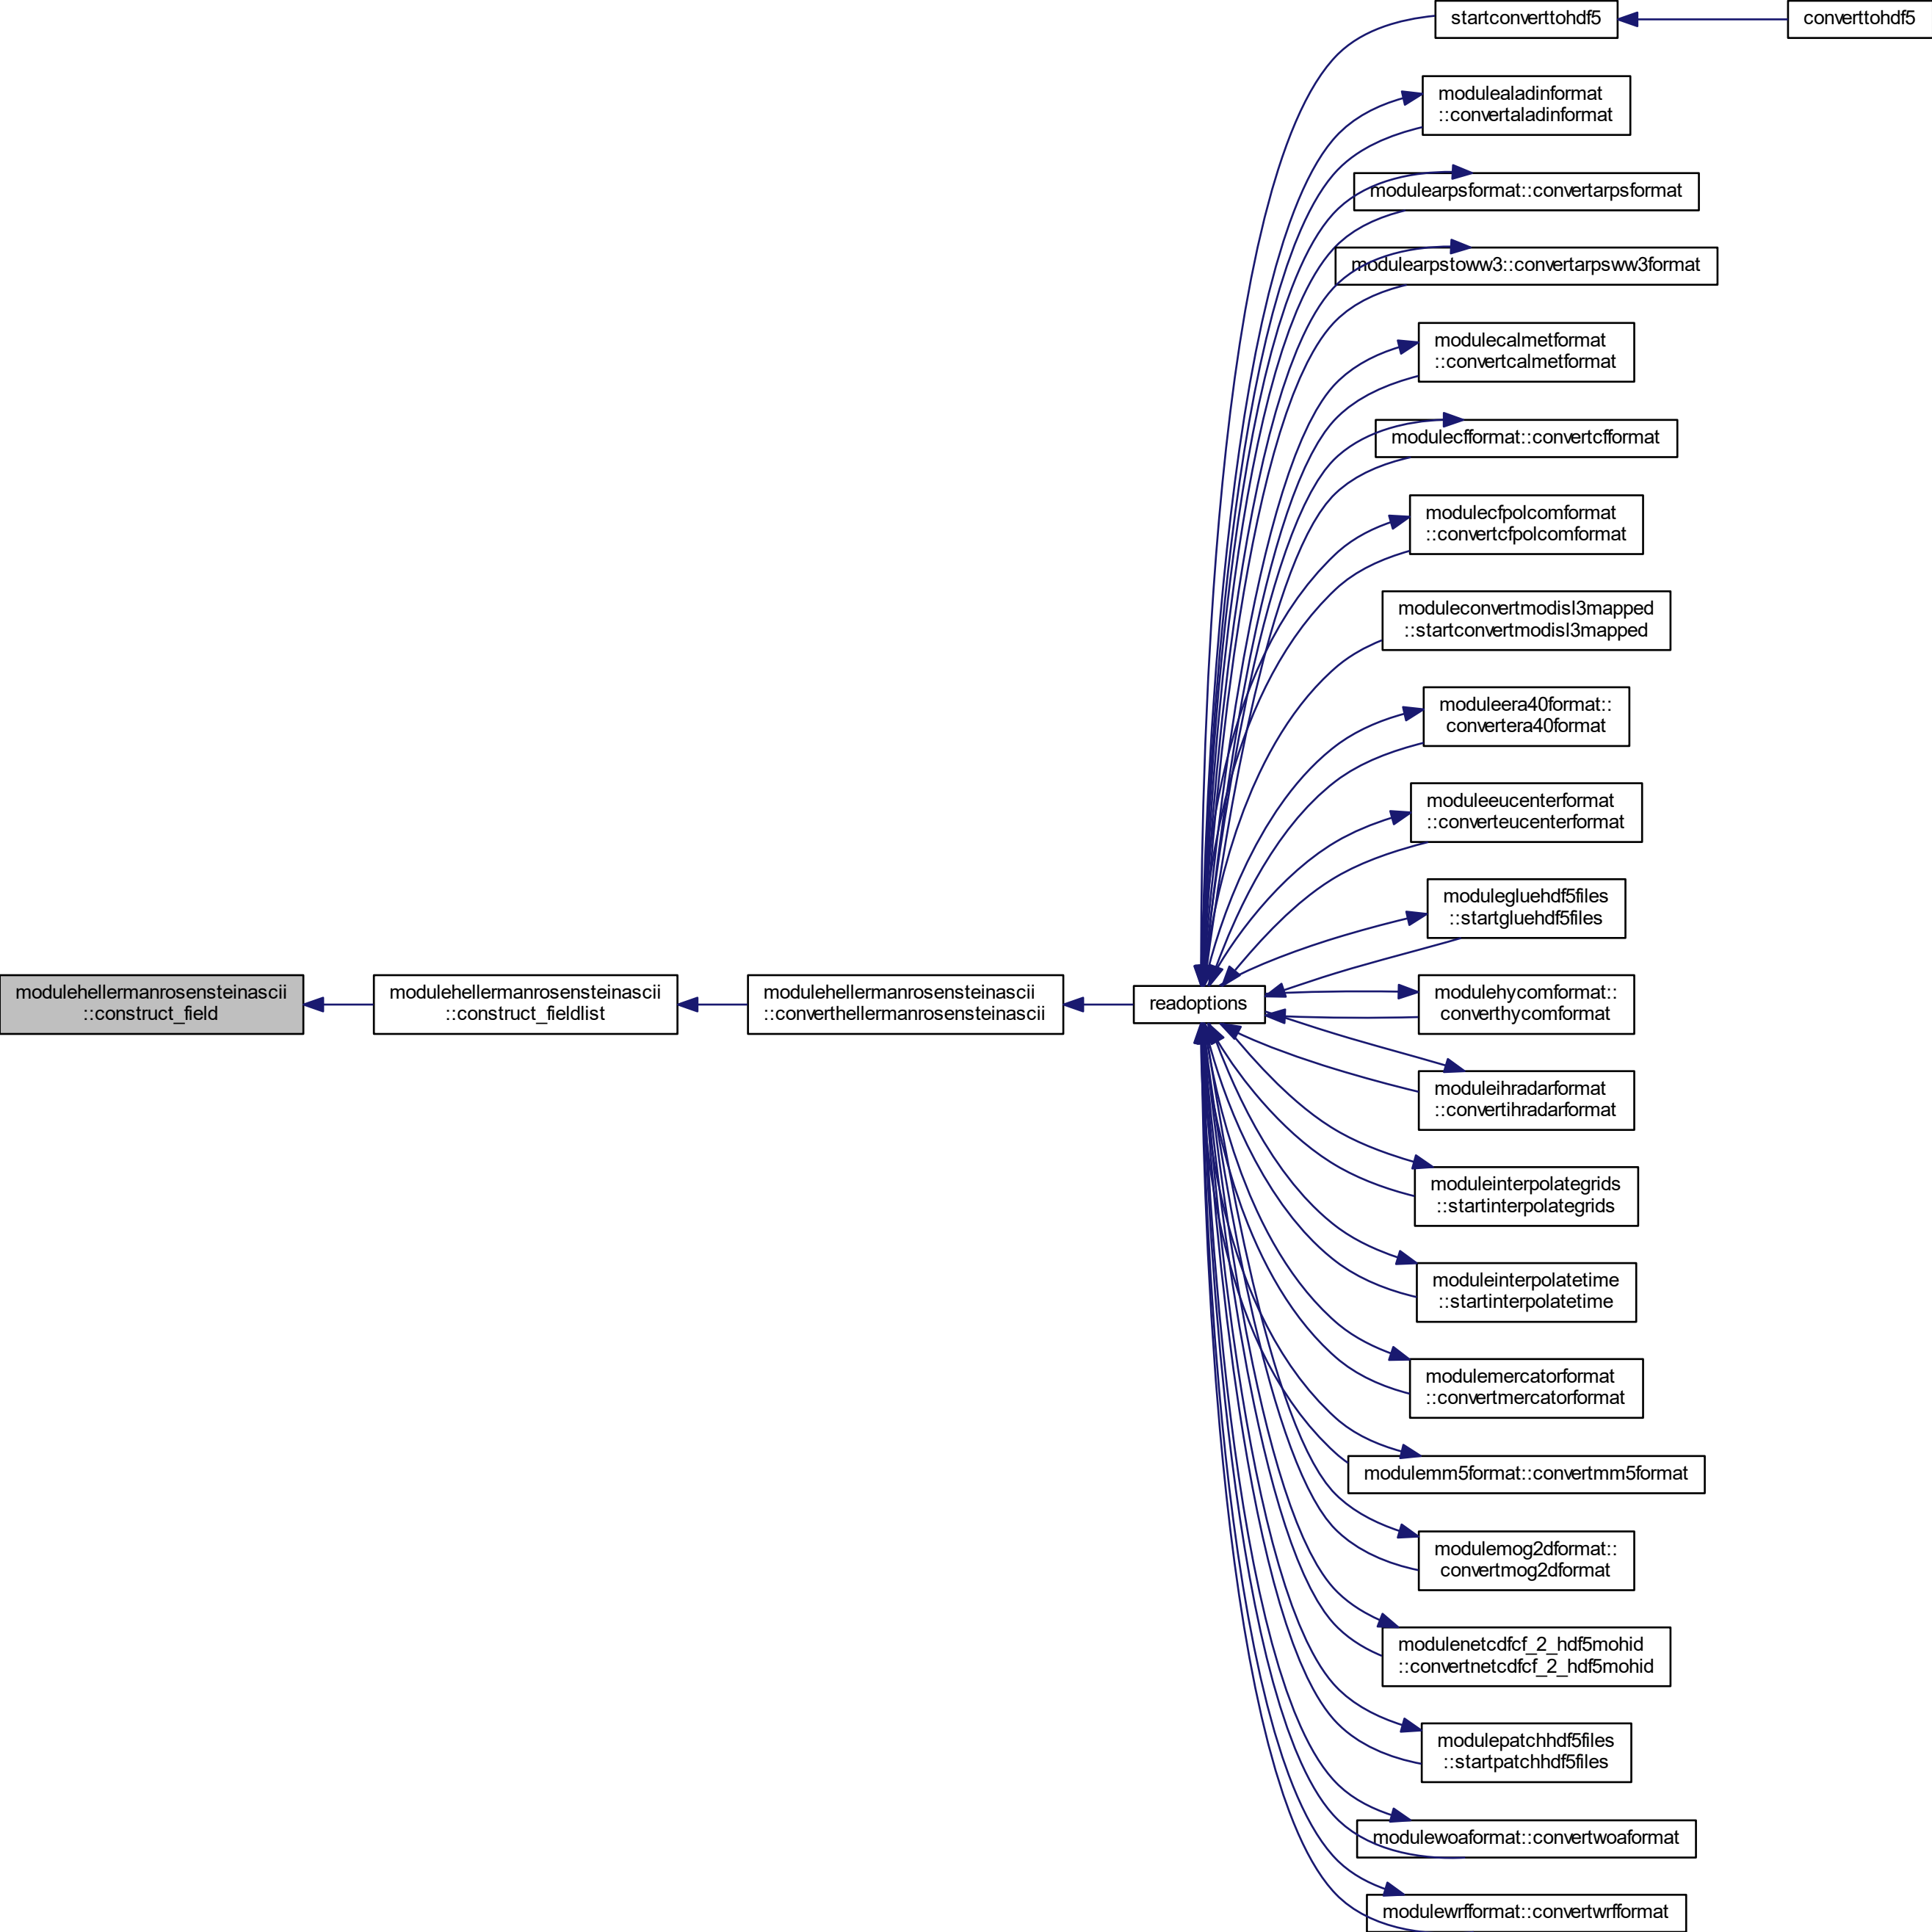 startconverttohdf5
converttohdf5
modulealadinformat
::convertaladinformat
modulearpsformat::convertarpsformat
modulearpstoww3::convertarpsww3format
modulecalmetformat
::convertcalmetformat
modulecfformat::convertcfformat
modulecfpolcomformat
::convertcfpolcomformat
moduleconvertmodisl3mapped
::startconvertmodisl3mapped
moduleera40format::
convertera40format
moduleeucenterformat
::converteucenterformat
modulegluehdf5files
::startgluehdf5files
modulehellermanrosensteinascii
::construct_field
modulehellermanrosensteinascii
::construct_fieldlist
modulehellermanrosensteinascii
::converthellermanrosensteinascii
readoptions
modulehycomformat::
converthycomformat
moduleihradarformat
::convertihradarformat
moduleinterpolategrids
::startinterpolategrids
moduleinterpolatetime
::startinterpolatetime
modulemercatorformat
::convertmercatorformat
modulemm5format::convertmm5format
modulemog2dformat::
convertmog2dformat
modulenetcdfcf_2_hdf5mohid
::convertnetcdfcf_2_hdf5mohid
modulepatchhdf5files
::startpatchhdf5files
modulewoaformat::convertwoaformat
modulewrfformat::convertwrfformat